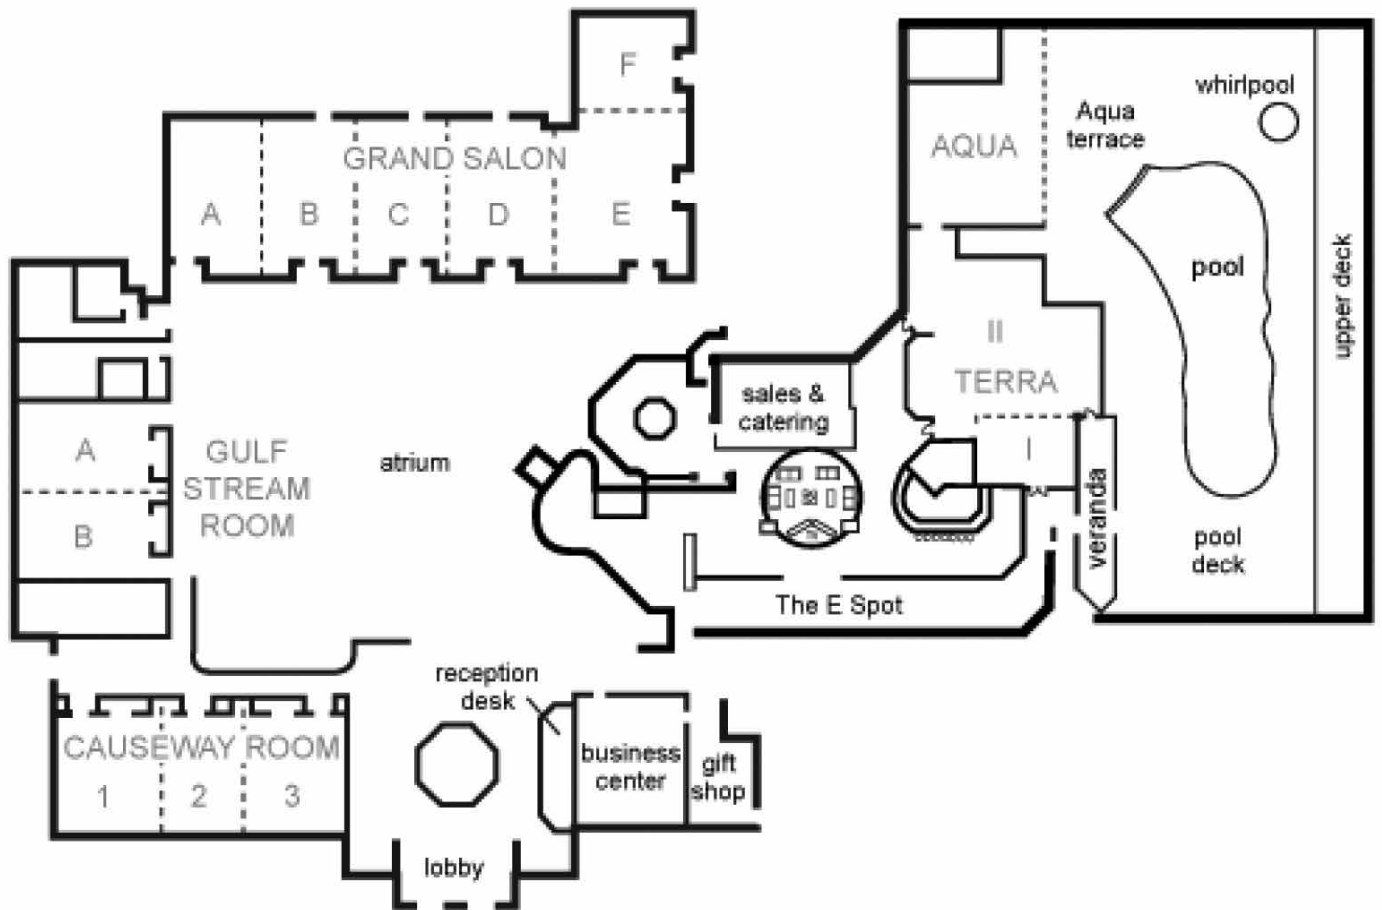 F
GRAND SALON
A
B
C
D
E
whirlpool
Aqua
terrace
AQUA
pool
upper deck
II
TERRA
I
sales &
catering
A
B
GULF
STREAM
ROOM
atrium
veranda
pool
deck
The E Spot
reception
desk
CAUSEWAY ROOM
1
2
3
business
center
gift
shop
lobby